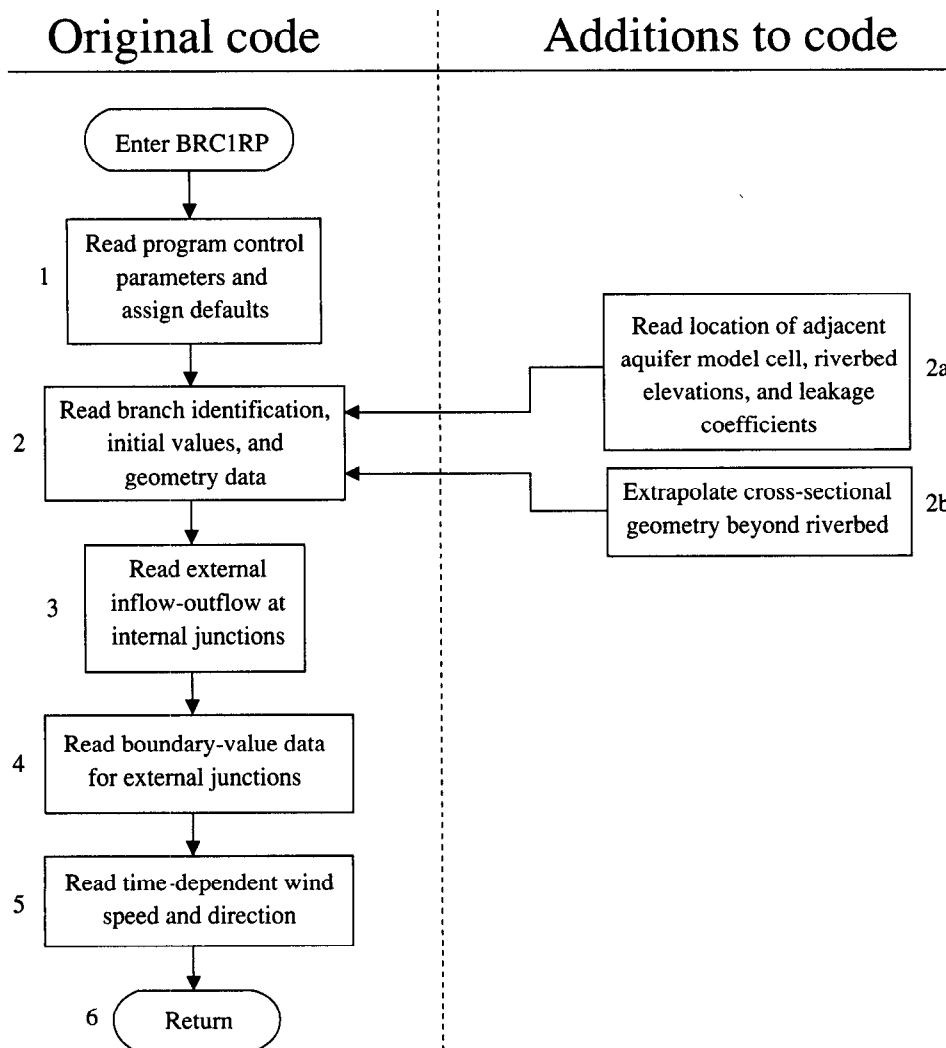 Original code
Additions to code
Enter BRC1RP
1
Read program control
parameters and
assign defaults
2
Read branch identification,
initial values, and
geometry data
Read location of adjacent
aquifer model cell, riverbed
elevations, and leakage
coefficients
2a
Extrapolate cross-sectional
geometry beyond riverbed
2b
3
Read external
inflow-outflow at
internal junctions
4
Read boundary-value data
for external junctions
5
Read time-dependent wind
speed and direction
6
Return